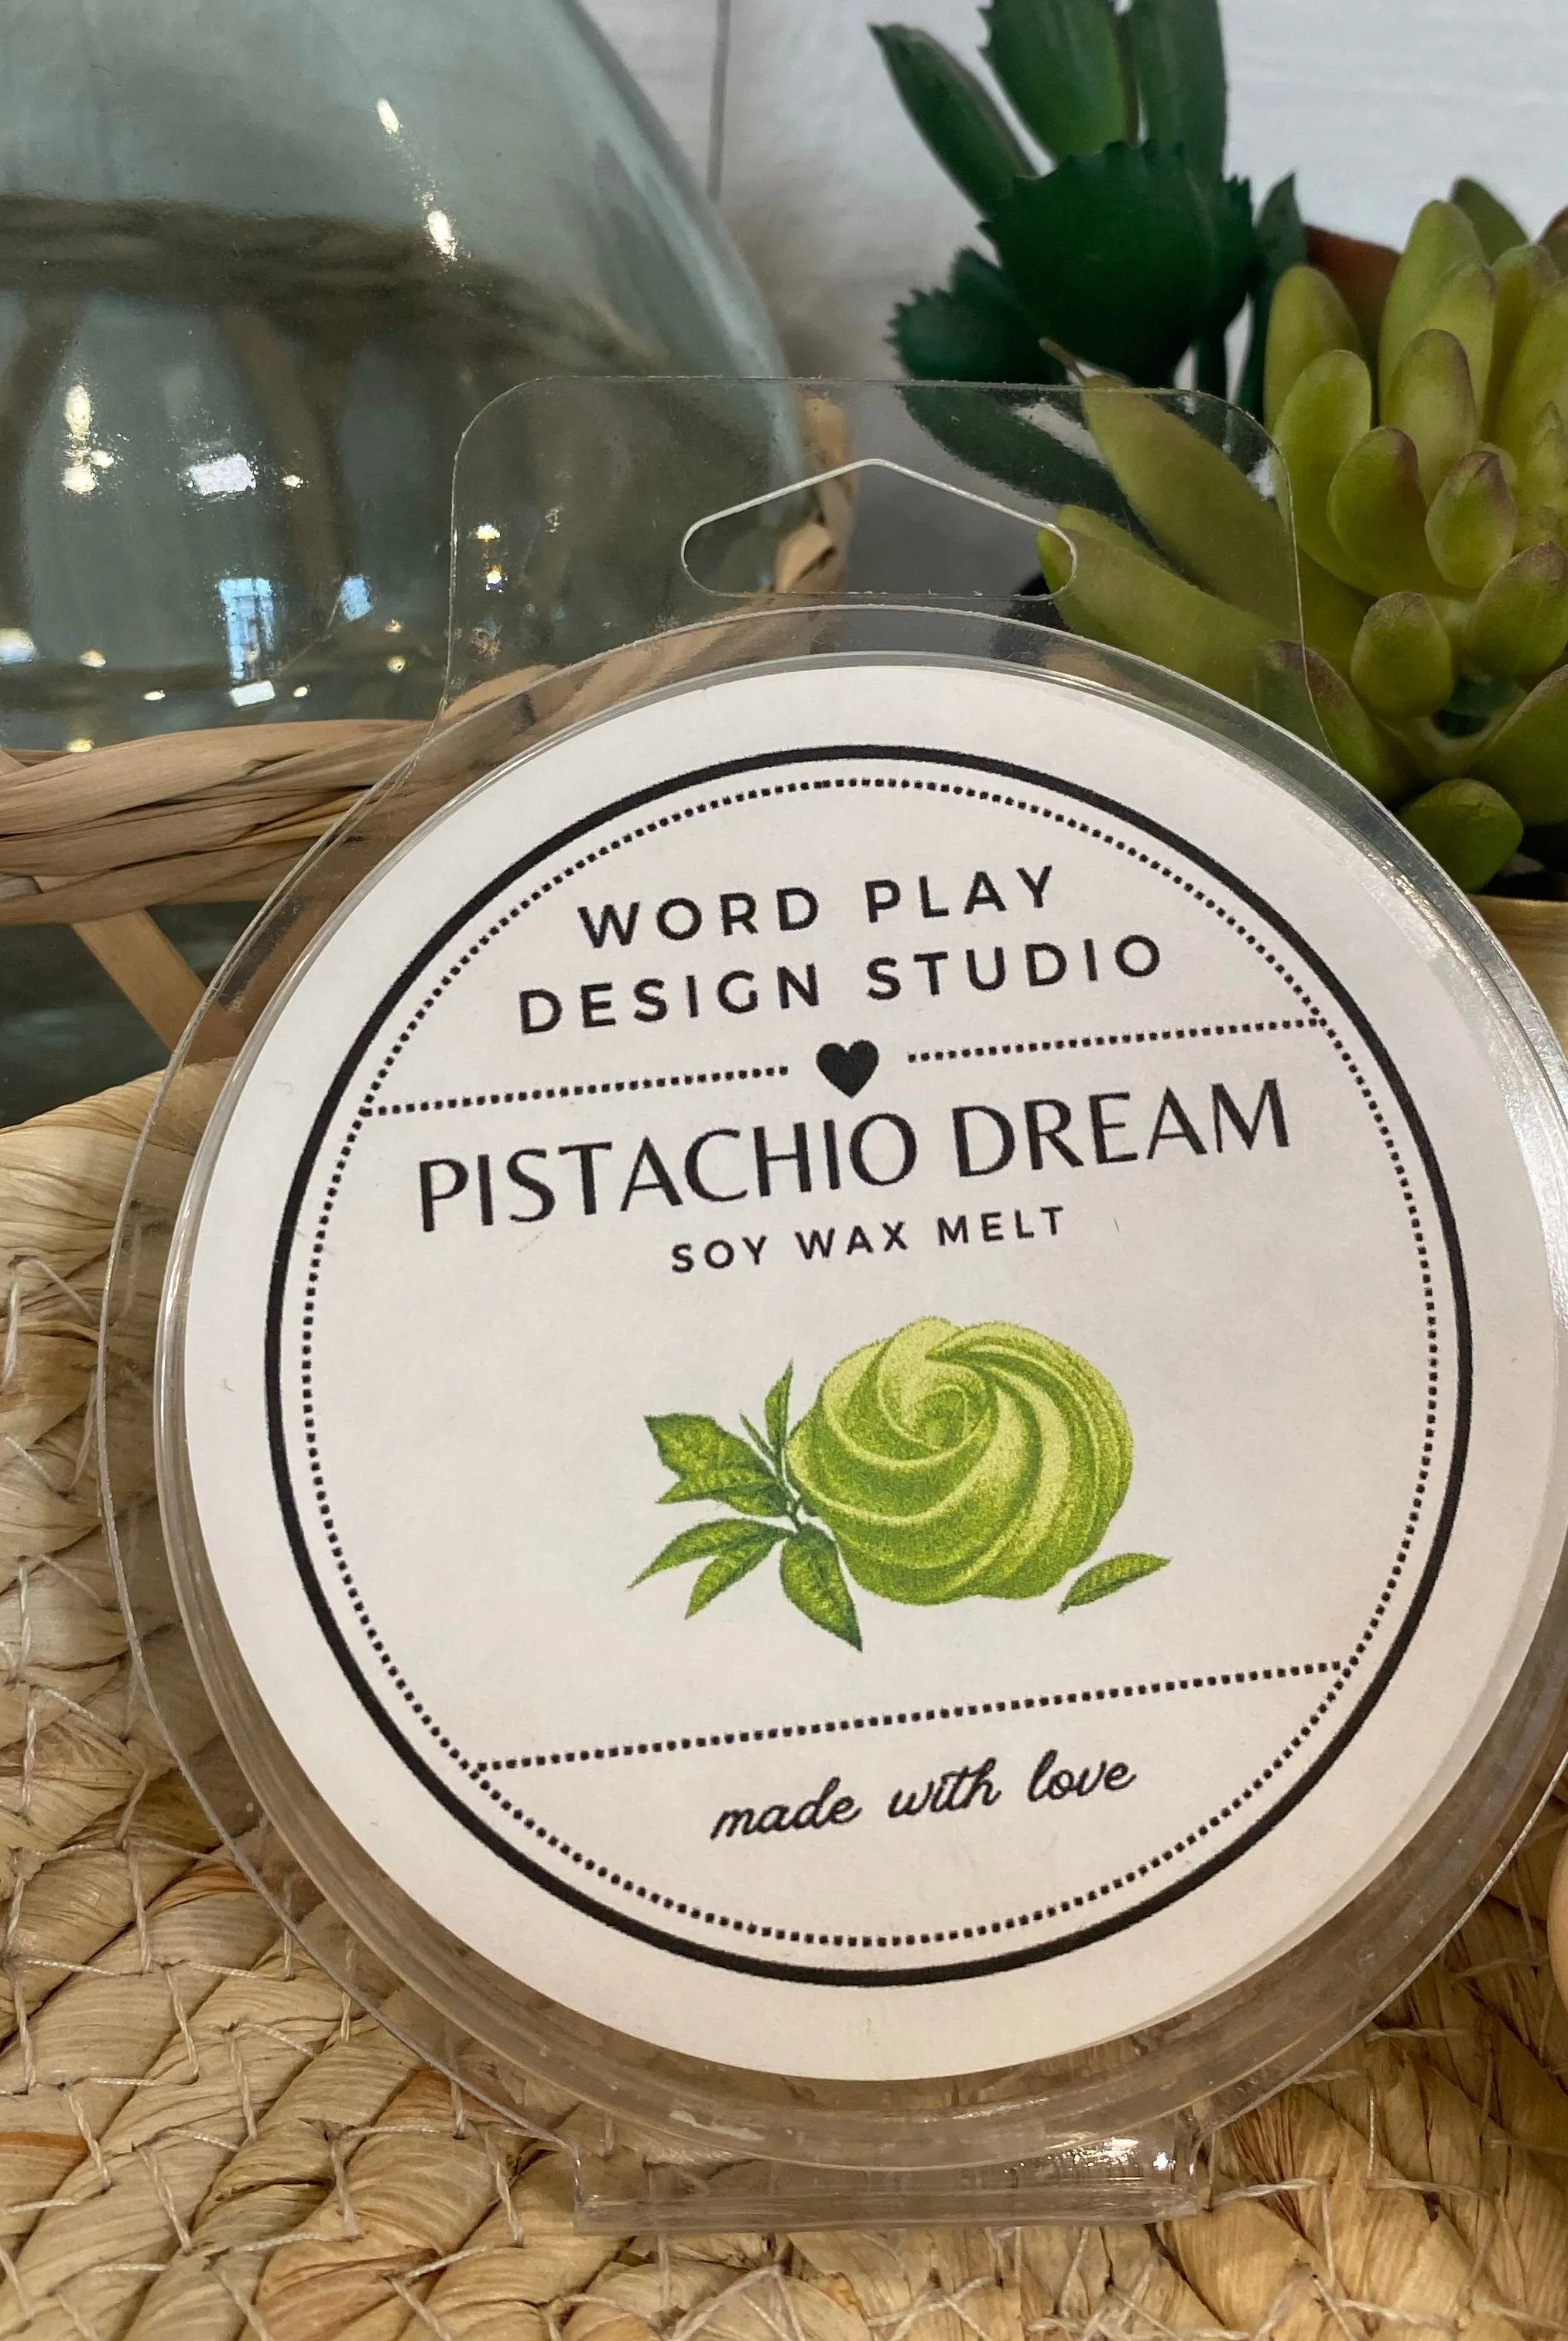 WORD PLAY
DESIGN STUDIO
PISTACHIO DREAM
SOY WAX MELT
made with love